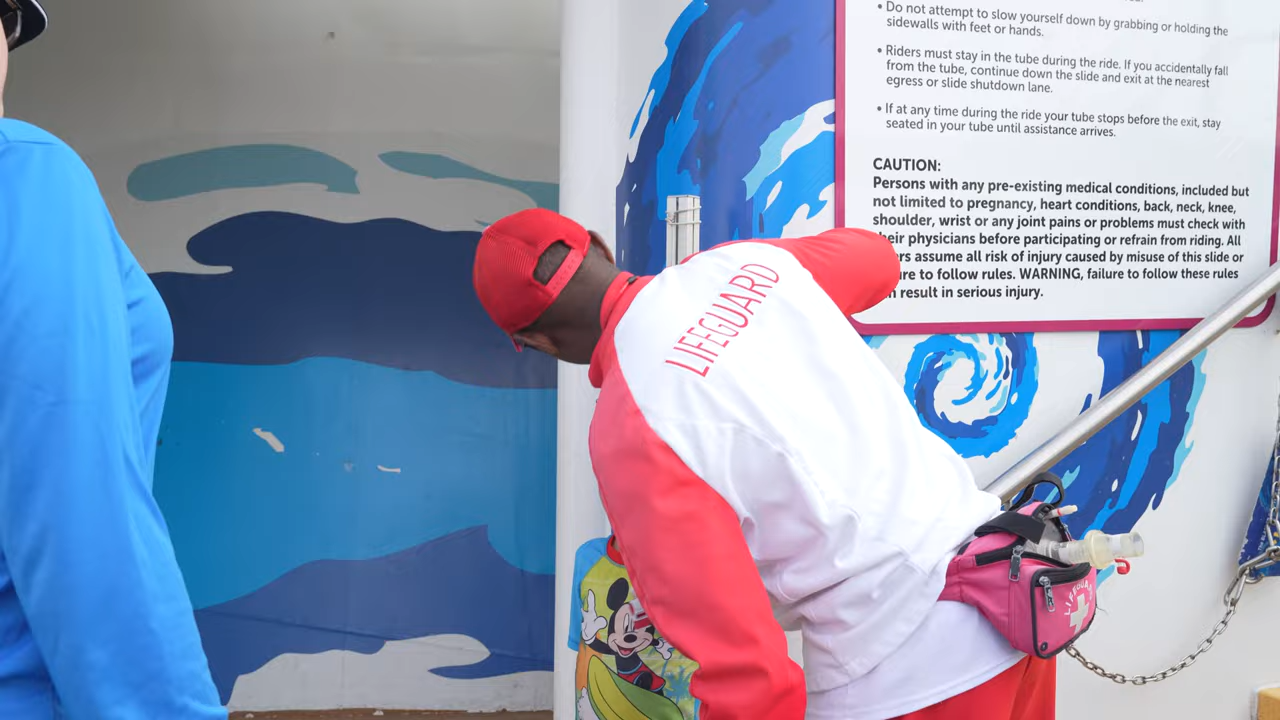 • Do not attempt to slow yourself down by grabbing or holding the
sidewalls with feet or hands.
• Riders must stay in the tube during the ride. If you accidentally fall
from the tube, continue down the slide and exit at the nearest
egress or slide shutdown lane.
• If at any time during the ride your tube stops before the exit, stay
seated in your tube until assistance arrives.
CAUTION:
Persons with any pre-existing medical conditions, included but
not limited to pregnancy, heart conditions, back, neck, knee,
shoulder, wrist or any joint pains or problems must check with
heir physicians before participating or refrain from riding. All
rs assume all risk of injury caused by misuse of this slide or
ure to follow rules. WARNING, failure to follow these rules
n result in serious injury.
LIFEGUARD
LIFEGUARD